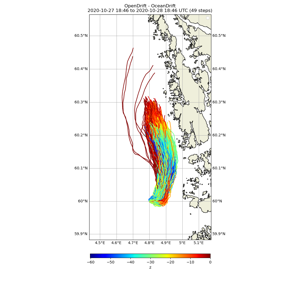 OpenDrift - OceanDrift
2020-10-27 18:46 to 2020-10-28 18:46 UTC (49 steps)
60.5°N 60.5°N
60.4°N 60.4°N
60.3°N 60.3°N
60.2°N 60.2°N
60.1°N 60.1°N
60°N 60°N
59.9°N 59.9°N
4.5°E 4.6°E 4.7°E 4.8°E 4.9°E 5°E 5.1°E
−60 −50 −40 −30 −20 −10 0
z